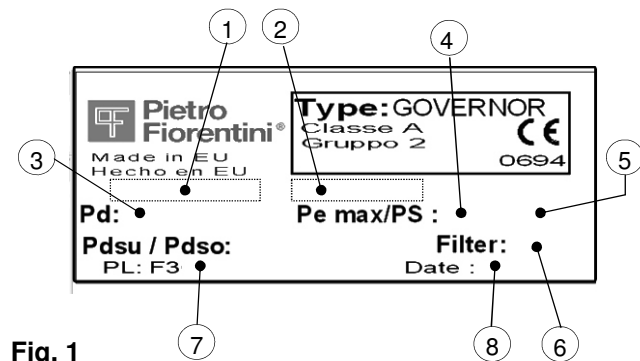 1
2
4
Pietro
Fiorentini®
Made in EU
Hecho en EU
Type:GOVERNOR
Classe A
Gruppo 2
CE
0694
3
5
Pd:
Pe max/PS :
Pdsu / Pdso:
Filter:
PL: F3
Date :
7
8
6
Fig. 1